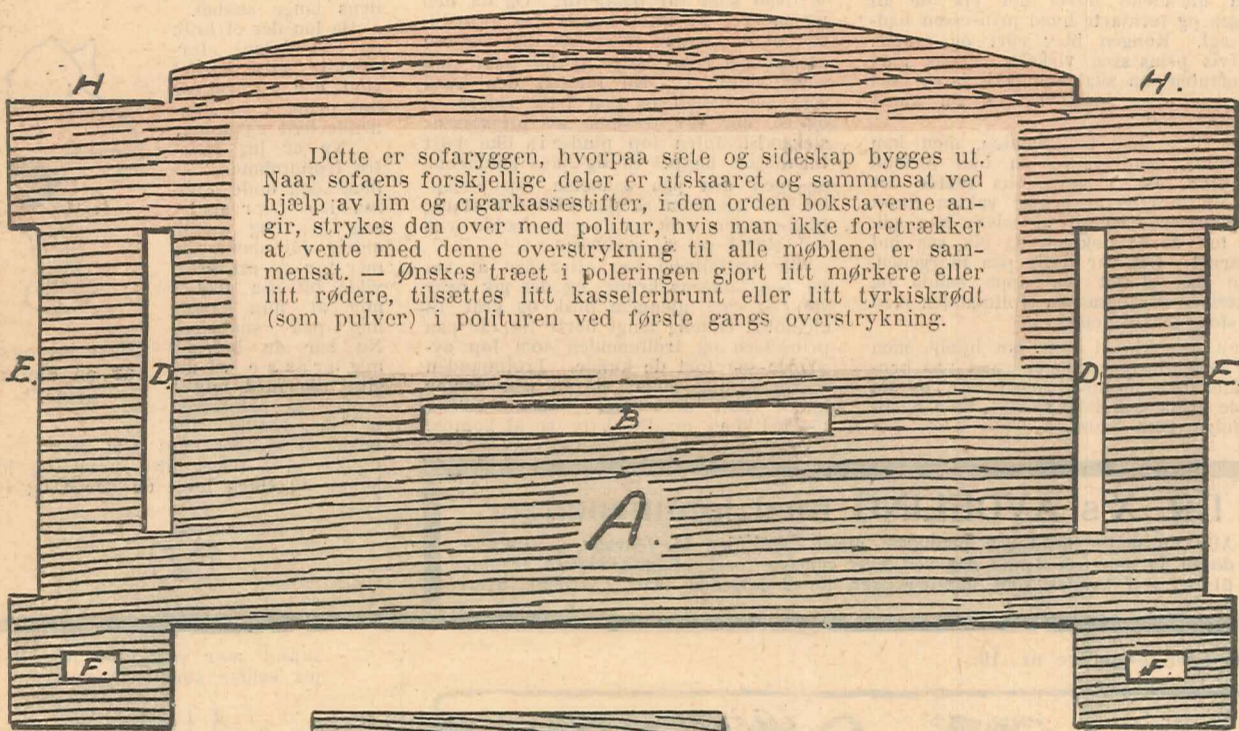 H
H.
Dette er sofaryggen, hvorpaa sæte og sideskap bygges ut.
Naar sofaens forskjellige deler er utskaaret og sammensat ved
hjælp av lim og cigarkassestifter, i den orden bokstaverne an-
gir, strykes den over med politur, hvis man ikke foretrækker
at vente med denne overstrykning til alle møblene er sam-
mensat. — Ønskes træet i poleringen gjort litt mørkere eller
litt rødere, tilsættes litt kasselerbrunt eller litt tyrkiskrødt
(som pulver) i polituren ved første gangs overstrykning.
E. D. D. E.
B
A.
F. F.